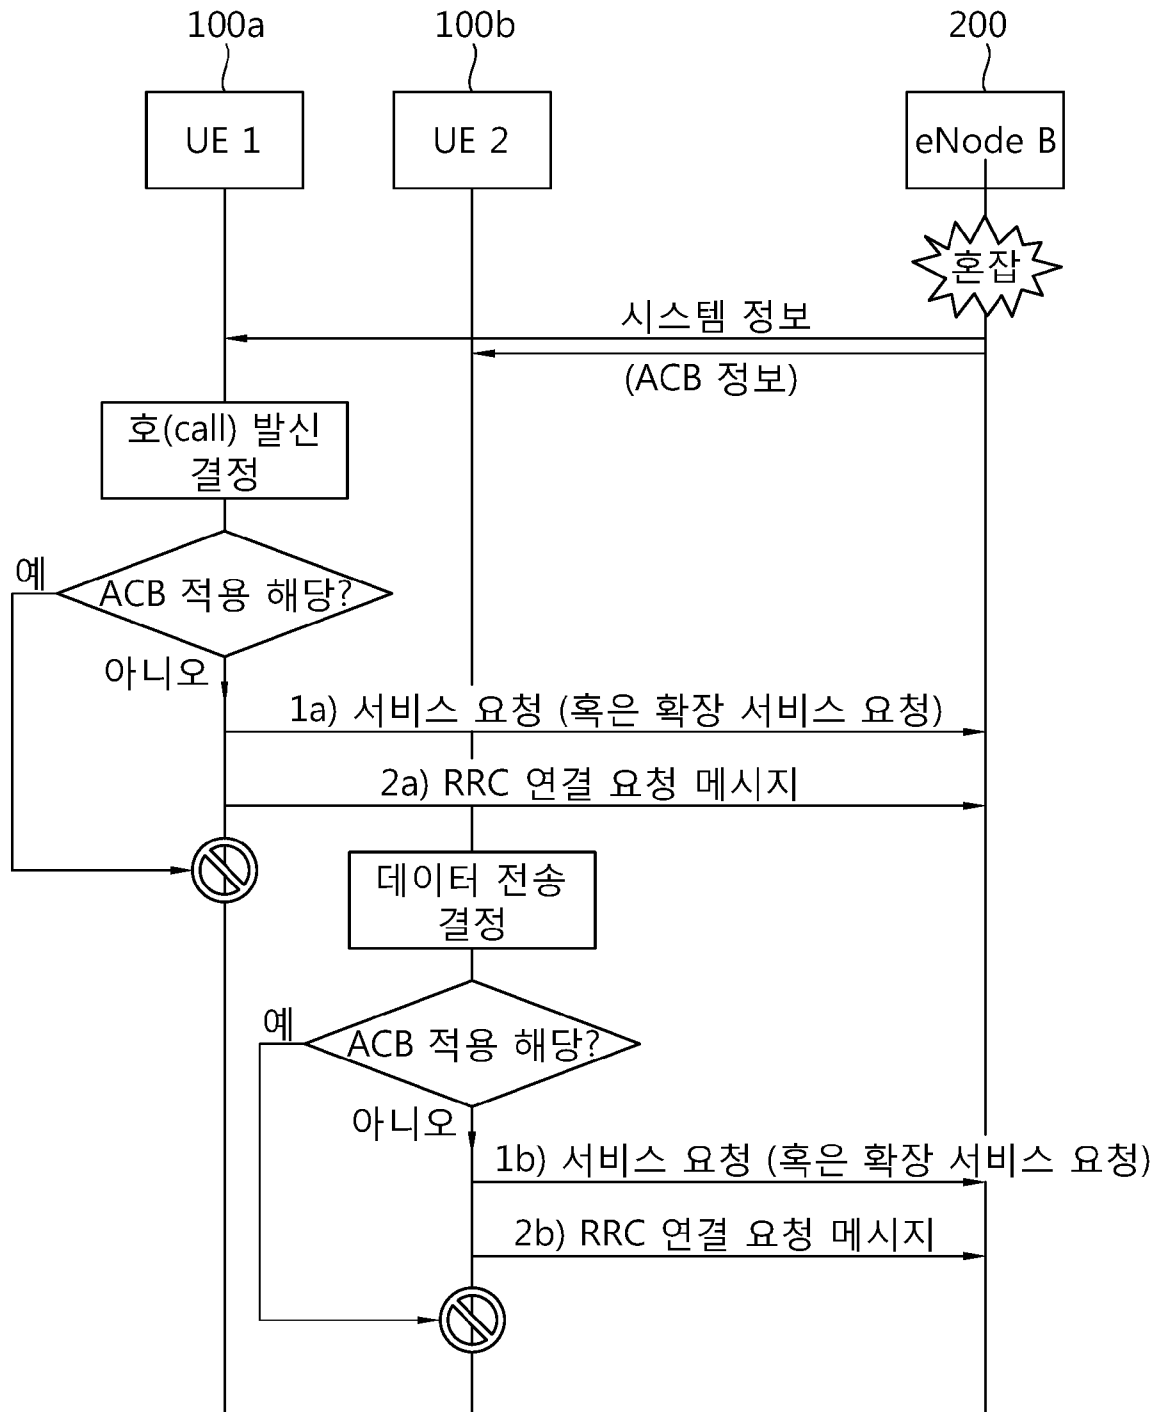 100a
100b
200
UE 1
UE 2
eNode B
혼잡
시스템 정보
(ACB 정보)
호(call) 발신
결정
예
ACB 적용 해당?
아니오
1a) 서비스 요청 (혹은 확장 서비스 요청)
2a) RRC 연결 요청 메시지
데이터 전송
결정
예
ACB 적용 해당?
아니오
1b) 서비스 요청 (혹은 확장 서비스 요청)
2b) RRC 연결 요청 메시지